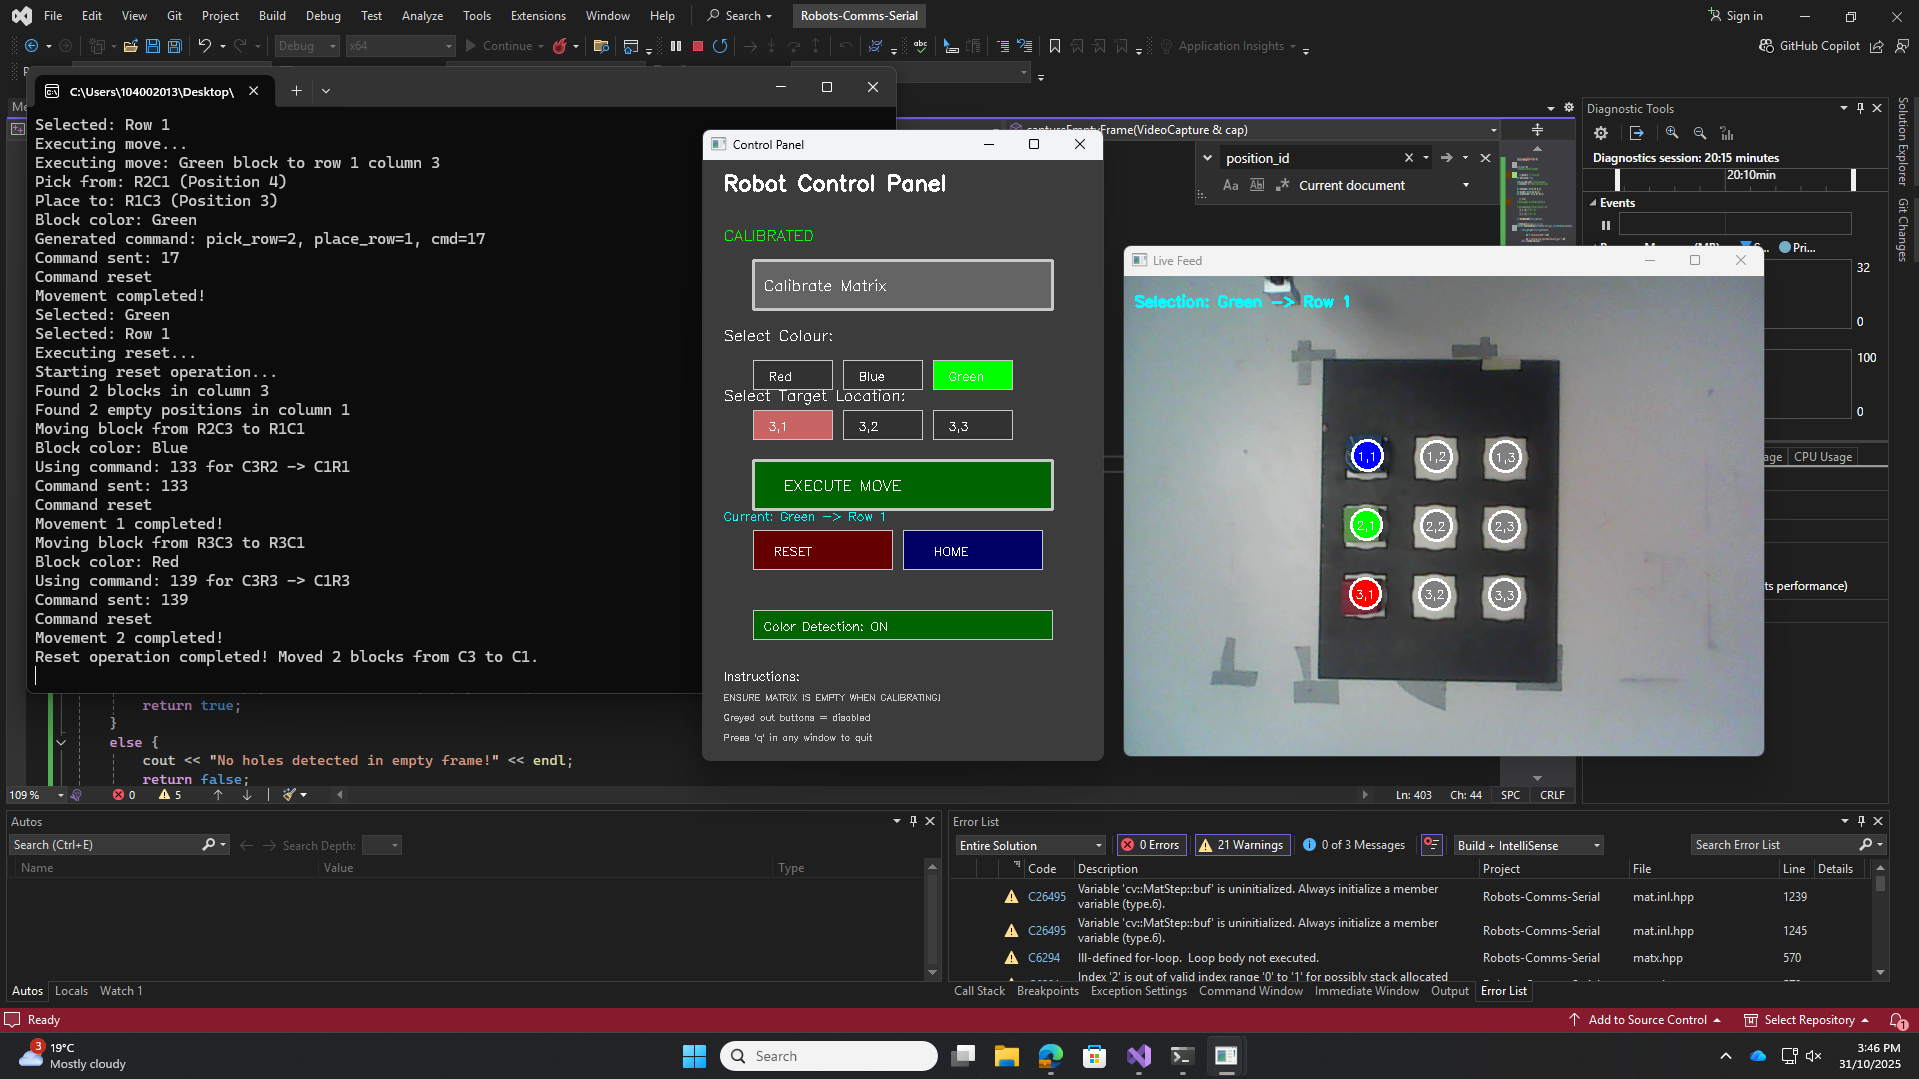 File Edit View Git Project Build Debug Test Analyze Tools Extensions Window Help Search Robots-Comms-Serial Sign in
Debug x64 Continue Application Insights GitHub Copilot
C:\Users\104002013\Desktop\
Selected: Row 1
Executing move...
Executing move: Green block to row 1 column 3
Pick from: R2C1 (Position 4)
Place to: R1C3 (Position 3)
Block color: Green
Generated command: pick_row=2, place_row=1, cmd=17
Command sent: 17
Command reset
Movement completed!
Selected: Green
Selected: Row 1
Executing reset...
Starting reset operation...
Found 2 blocks in column 3
Found 2 empty positions in column 1
Moving block from R2C3 to R1C1
Block color: Blue
Using command: 133 for C3R2 -> C1R1
Command sent: 133
Command reset
Movement 1 completed!
Moving block from R3C3 to R3C1
Block color: Red
Using command: 139 for C3R3 -> C1R3
Command sent: 139
Command reset
Movement 2 completed!
Reset operation completed! Moved 2 blocks from C3 to C1.
return true;
}
else {
cout << "No holes detected in empty frame!" << endl;
return false;
109 % 0 5 Ln: 403 Ch: 44 SPC CRLF
(VideoCapture & cap)
position_id
Aa Ab .* Current document
Control Panel
Robot Control Panel
CALIBRATED
Calibrate Matrix
Select Colour:
Red Blue Green
Select Target Location:
3,1 3,2 3,3
EXECUTE MOVE
Current: Green -> Row 1
RESET HOME
Color Detection: ON
Instructions:
ENSURE MATRIX IS EMPTY WHEN CALIBRATING!
Greyed out buttons = disabled
Press 'q' in any window to quit
Live Feed
Selection: Green -> Row 1
1,1 1,2 1,3
2,1 2,2 2,3
3,1 3,2 3,3
Diagnostic Tools
Diagnostics session: 20:15 minutes
20:10min
Events
S... Pri...
32
0
100
0
age CPU Usage
ts performance)
Solution Explorer
Git Changes
Autos
Search (Ctrl+E) Search Depth:
Name Value Type
Autos Locals Watch 1
Error List
Entire Solution 0 Errors 21 Warnings 0 of 3 Messages Build + IntelliSense Search Error List
Code Description Project File Line Details
C26495 Variable 'cv::MatStep::buf' is uninitialized. Always initialize a member Robots-Comms-Serial mat.inl.hpp 1239
variable (type.6).
C26495 Variable 'cv::MatStep::buf' is uninitialized. Always initialize a member Robots-Comms-Serial mat.inl.hpp 1245
variable (type.6).
C6294 Ill-defined for-loop. Loop body not executed. Robots-Comms-Serial matx.hpp 570
Index '2' is out of valid index range '0' to '1' for possibly stack allocated
Call Stack Breakpoints Exception Settings Command Window Immediate Window Output Error List
Ready Add to Source Control Select Repository 1
3 19°C
Mostly cloudy
Search
3:46 PM
31/10/2025